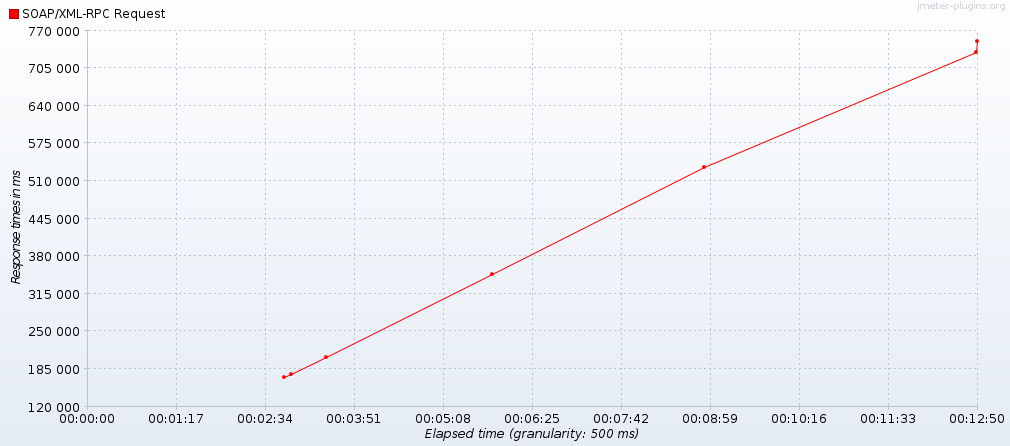 jmeter-plugins.org
SOAP/XML-RPC Request
770 000
705 000
640 000
575 000
510 000
445 000
380 000
315 000
250 000
185 000
120 000
Response times in ms
00:00:00 00:01:17 00:02:34 00:03:51 00:05:08 00:06:25 00:07:42 00:08:59 00:10:16 00:11:33 00:12:50
Elapsed time (granularity: 500 ms)